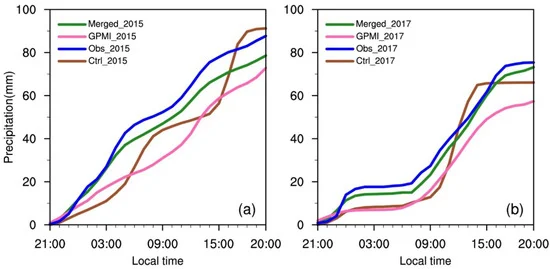 100
80
60
40
20
0
Precipitation(mm)
Merged_2015
GPMI_2015
Obs_2015
Ctrl_2015
(a)
21:00 03:00 09:00 15:00 20:00
Local time
100
80
60
40
20
0
Merged_2017
GPMI_2017
Obs_2017
Ctrl_2017
(b)
21:00 03:00 09:00 15:00 20:00
Local time